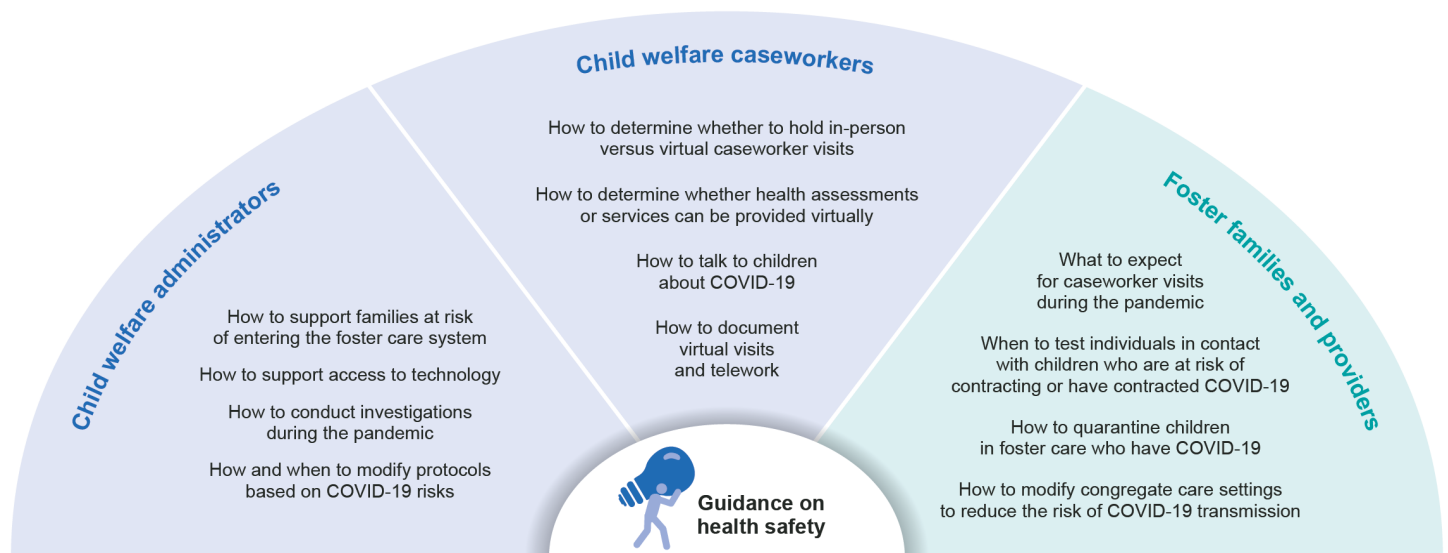 Child welfare administrators
How to support families at risk
of entering the foster care system
How to support access to technology
How to conduct investigations
during the pandemic
How and when to modify protocols
based on COVID-19 risks
Child welfare caseworkers
How to determine whether to hold in-person
versus virtual caseworker visits
How to determine whether health assessments
or services can be provided virtually
How to talk to children
about COVID-19
How to document
virtual visits
and telework
Foster families and providers
What to expect
for caseworker visits
during the pandemic
When to test individuals in contact
with children who are at risk of
contracting or have contracted COVID-19
How to quarantine children
in foster care who have COVID-19
How to modify congregate care settings
to reduce the risk of COVID-19 transmission
Guidance on
health safety